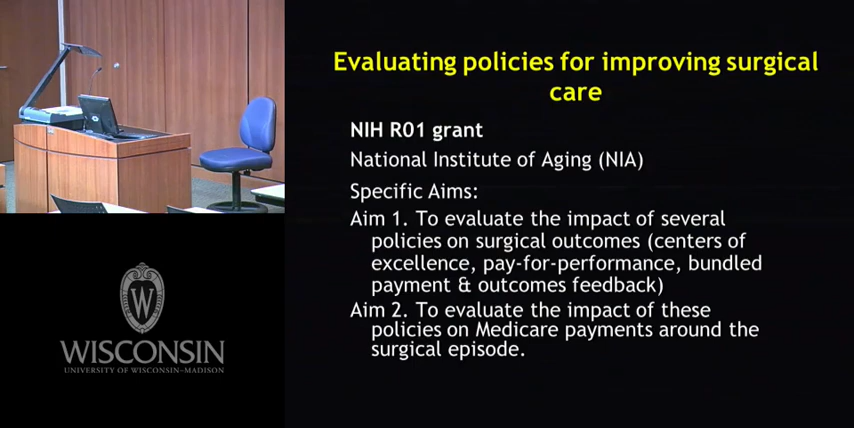 Evaluating policies for improving surgical
care
NIH R01 grant
National Institute of Aging (NIA)
Specific Aims:
Aim 1. To evaluate the impact of several
policies on surgical outcomes (centers of
excellence, pay-for-performance, bundled
payment & outcomes feedback)
Aim 2. To evaluate the impact of these
policies on Medicare payments around the
surgical episode.
W
WISCONSIN
UNIVERSITY OF WISCONSIN–MADISON